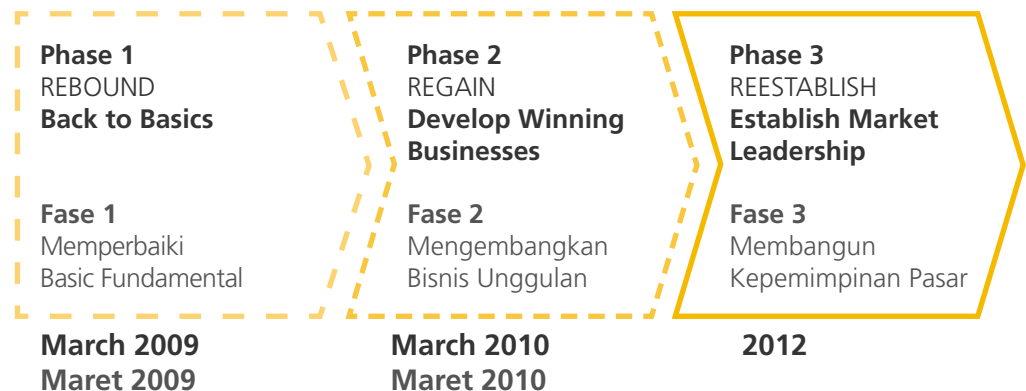 Phase 1
REBOUND
Back to Basics
Fase 1
Memperbaiki
Basic Fundamental
March 2009
Maret 2009
Phase 2
REGAIN
Develop Winning
Businesses
Fase 2
Mengembangkan
Bisnis Unggulan
March 2010
Maret 2010
Phase 3
REESTABLISH
Establish Market
Leadership
Fase 3
Membangun
Kepemimpinan Pasar
2012